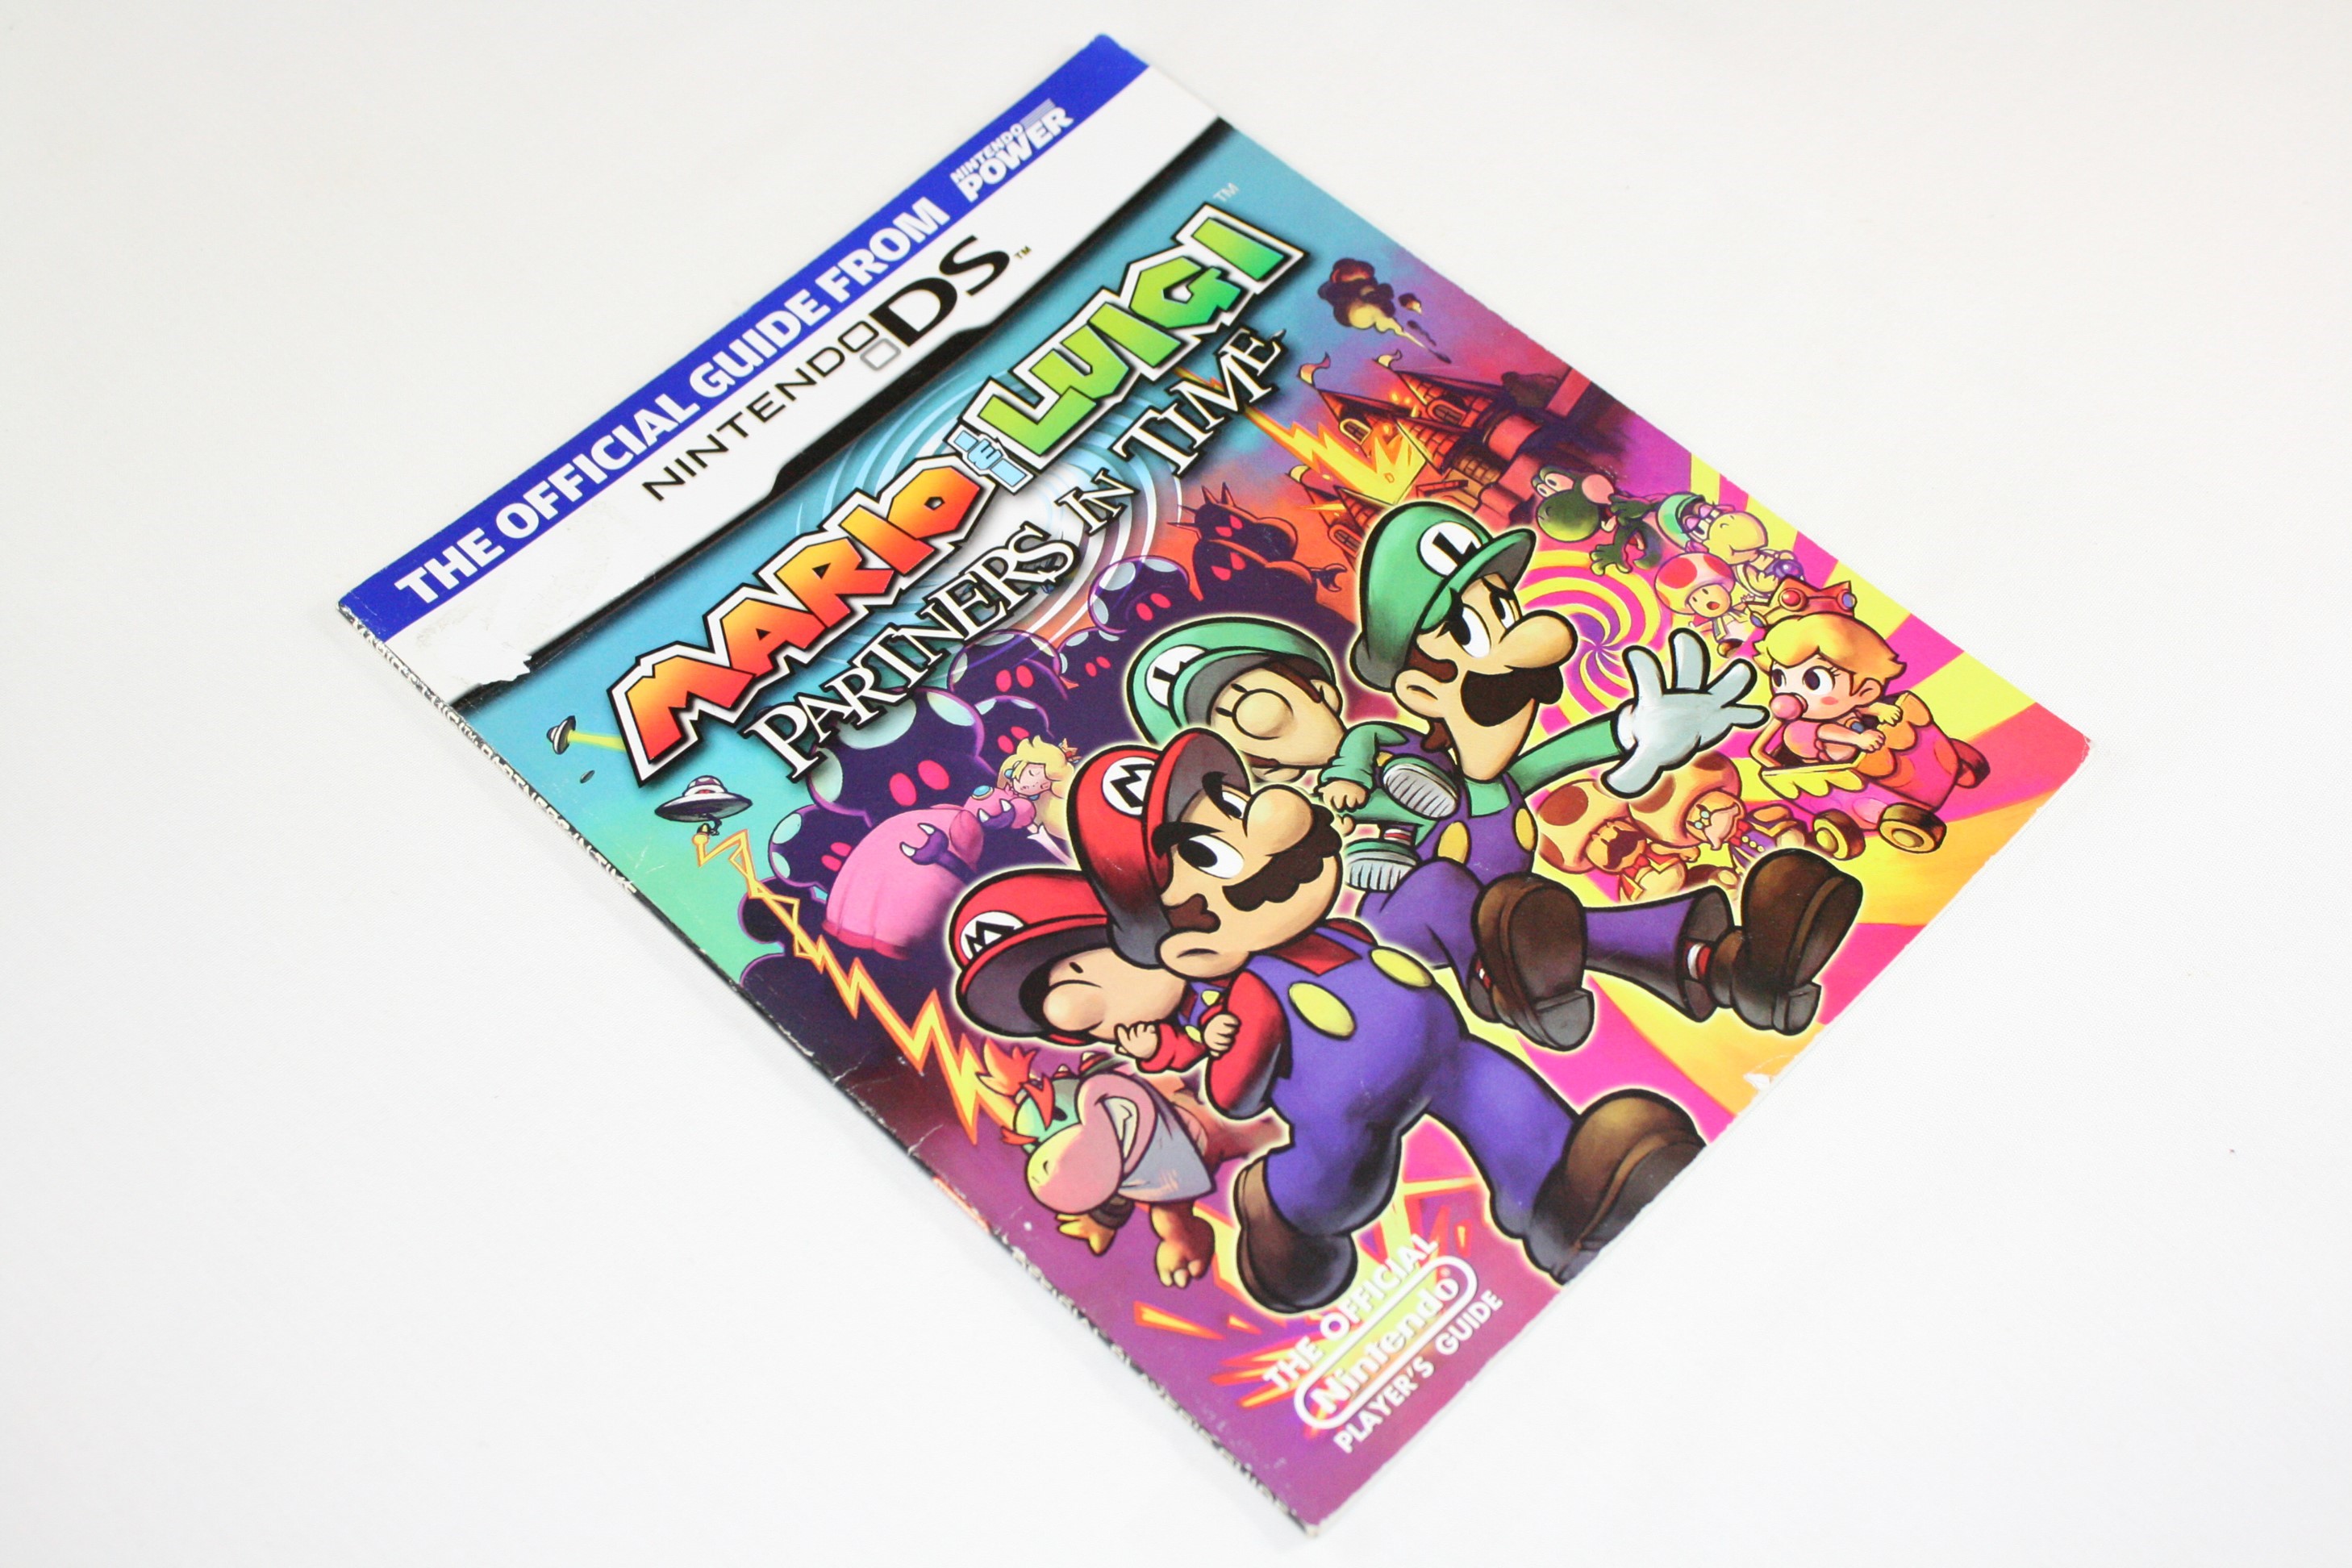 THE OFFICIAL GUIDE FROM NINTENDO POWER
NINTENDO DS™
MARIO & LUIGI™
PARTNERS IN TIME
M
L
L
M
THE OFFICIAL
Nintendo®
PLAYER'S GUIDE